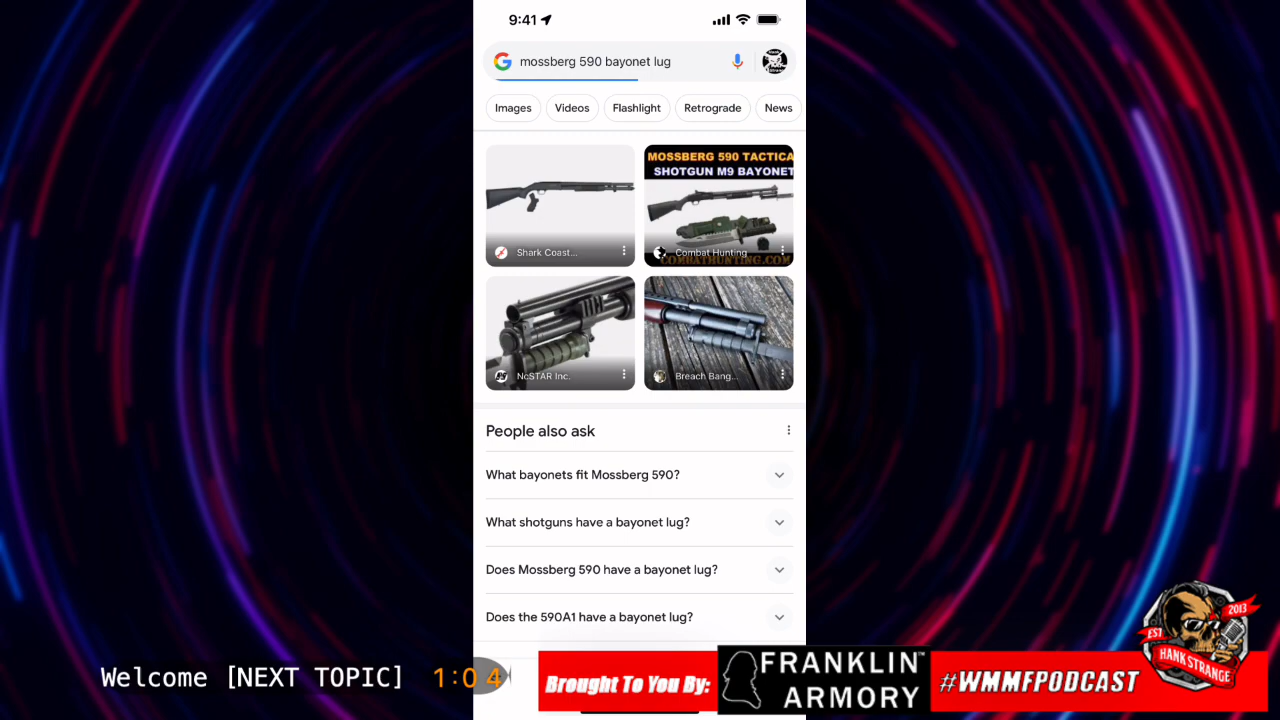 9:41
mossberg 590 bayonet lug
Images
Videos
Flashlight
Retrograde
News
MOSSBERG 590 TACTICA
SHOTGUN M9 BAYONET
Shark Coast...
Combat Hunting
COMBATHUNTING.COM
NcSTAR Inc.
Breach Bang...
People also ask
What bayonets fit Mossberg 590?
What shotguns have a bayonet lug?
Does Mossberg 590 have a bayonet lug?
Does the 590A1 have a bayonet lug?
Welcome [NEXT TOPIC]
1:04
Brought To You By:
FRANKLIN™
ARMORY
#WMMFPODCAST
EST
2013
HANK STRANGE